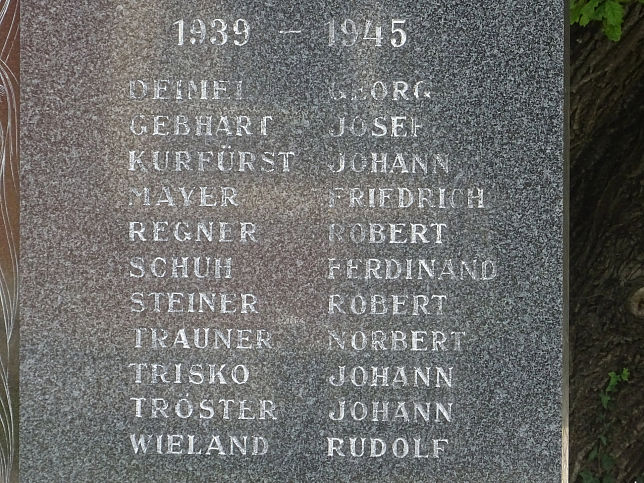 1939 – 1945
DEIMEL GEORG
GEBHART JOSEF
KURFÜRST JOHANN
MAYER FRIEDRICH
REGNER ROBERT
SCHUH FERDINAND
STEINER ROBERT
TRAUNER NORBERT
TRISKO JOHANN
TRÖSTER JOHANN
WIELAND RUDOLF